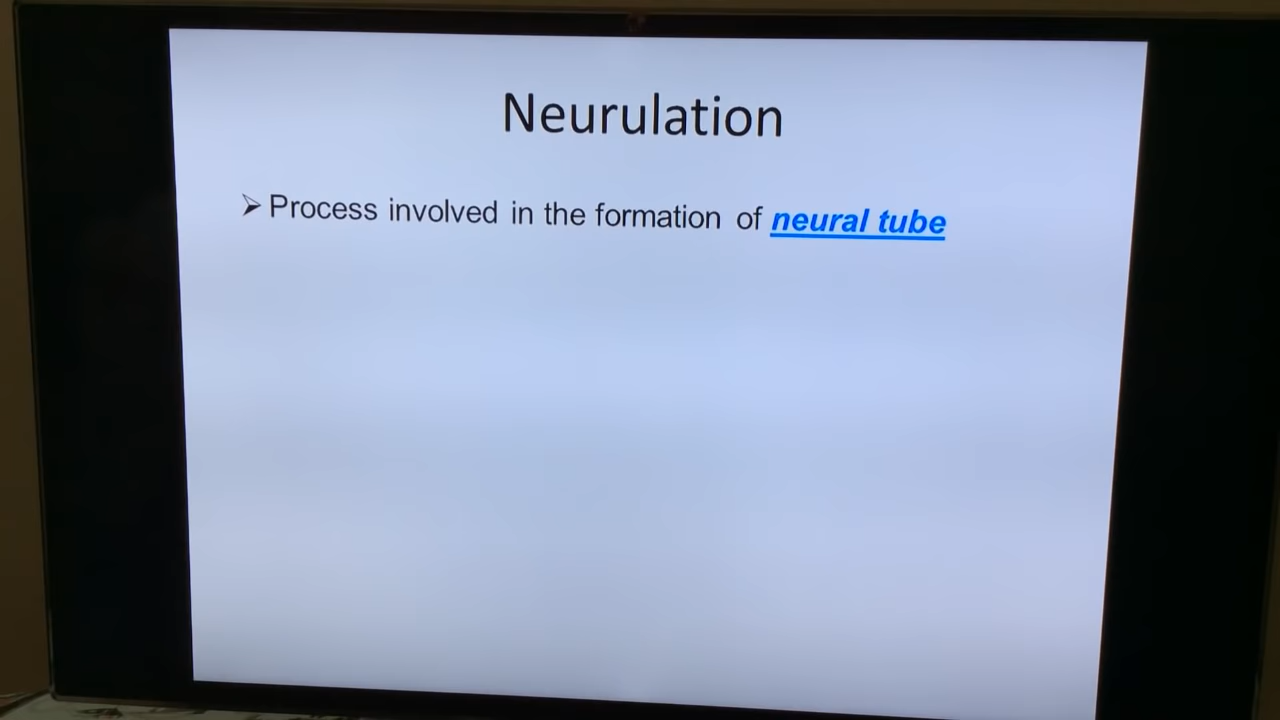 Neurulation
➢ Process involved in the formation of neural tube